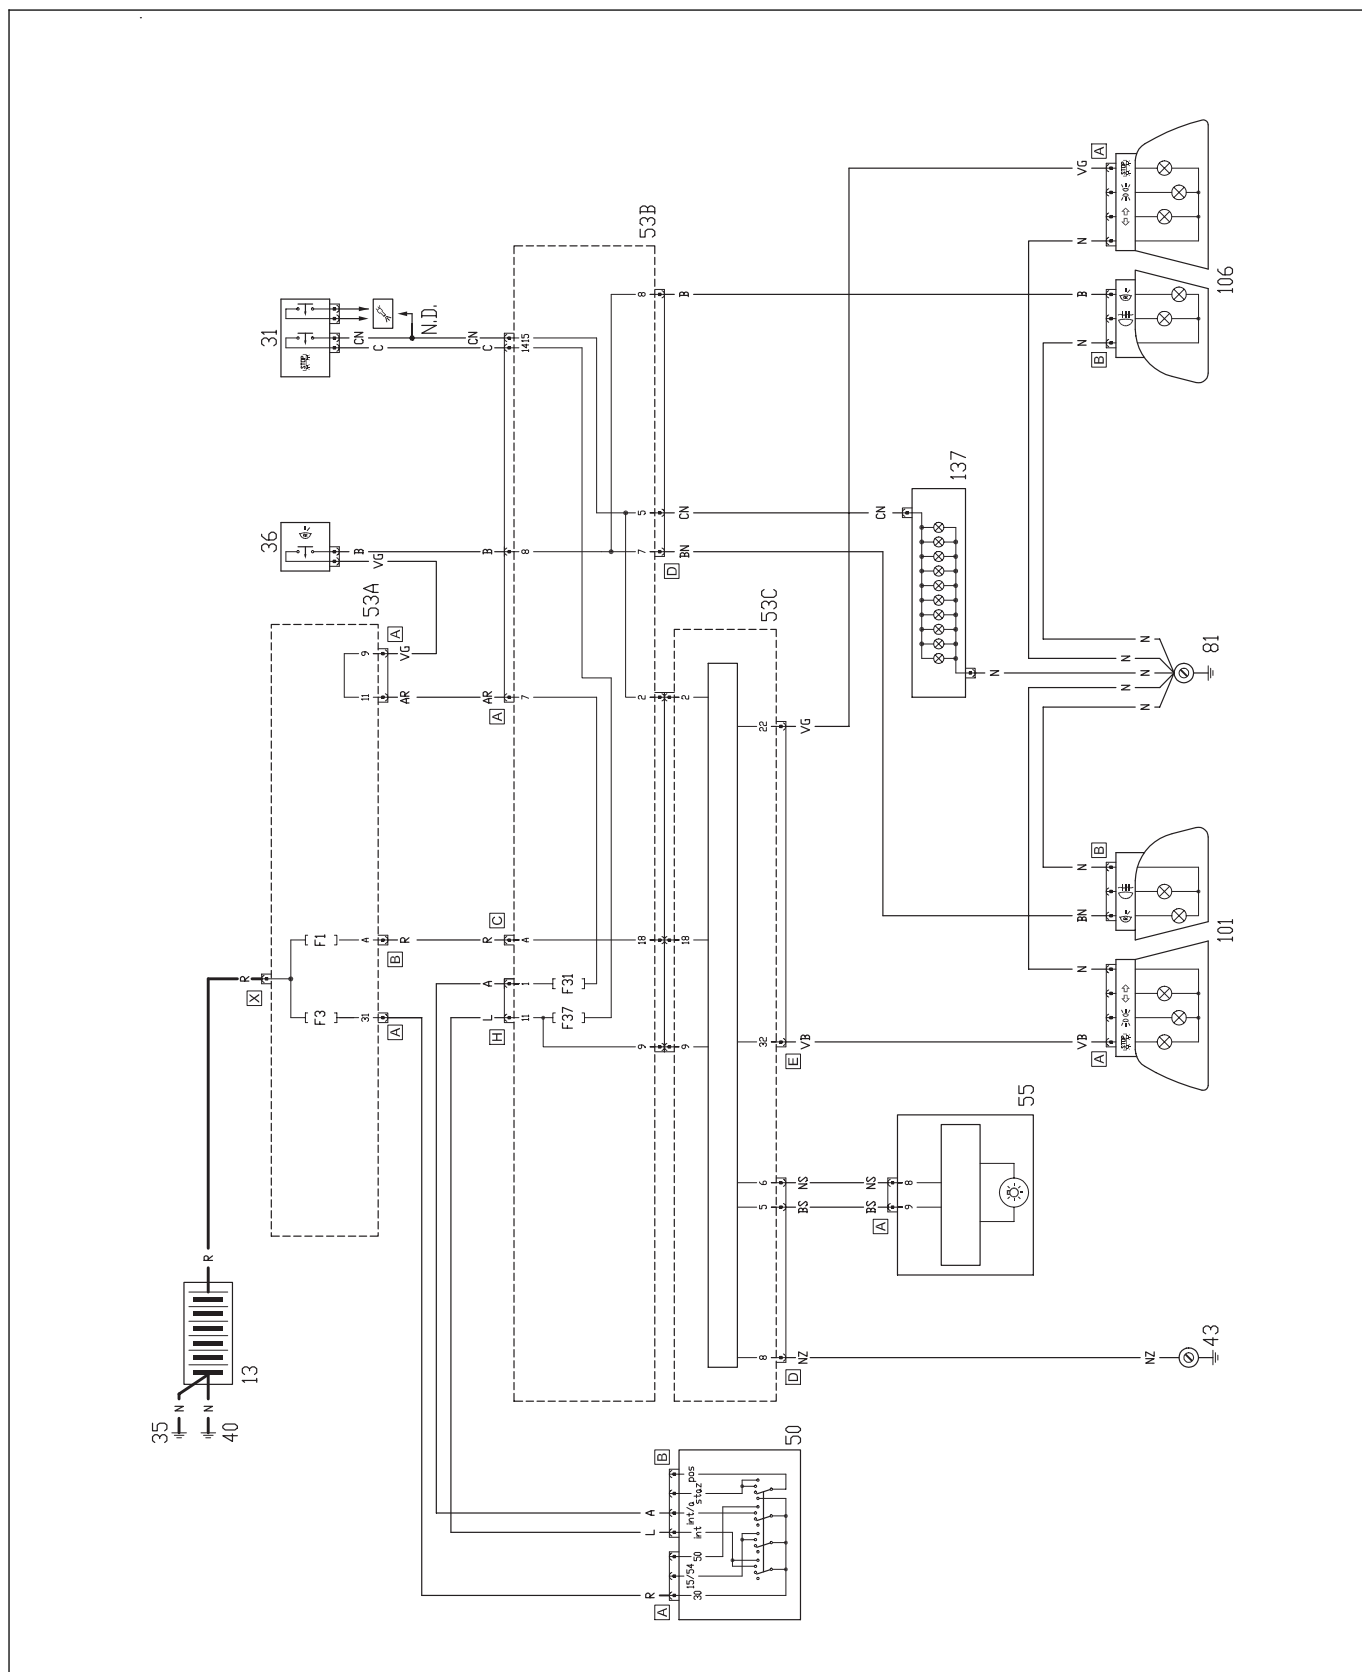 35
N
40
N
13
R
R
X
F3
F1
31
A
A
B
R
53A
11
9
A
AR
VG
36
B
VG
31
STOP
CN
C
N.D.
CN
C
1415
53B
B
8
AR
A
7
R
C
A
A
1
L
H
11
F37
F31
9
18
2
7
5
8
D
BN
CN
B
53C
9
18
2
22
VG
32
E
VB
6
5
NS
BS
8
D
NZ
NS
BS
A
8
9
55
NZ
43
50
B
A
L
R
A
pos
staz
int/a
int
50
15/54
30
CN
137
N
N
N
N
N
N
81
VB
A
STOP
N
101
BN
N
B
N
B
B
106
N
VG
A
STOP